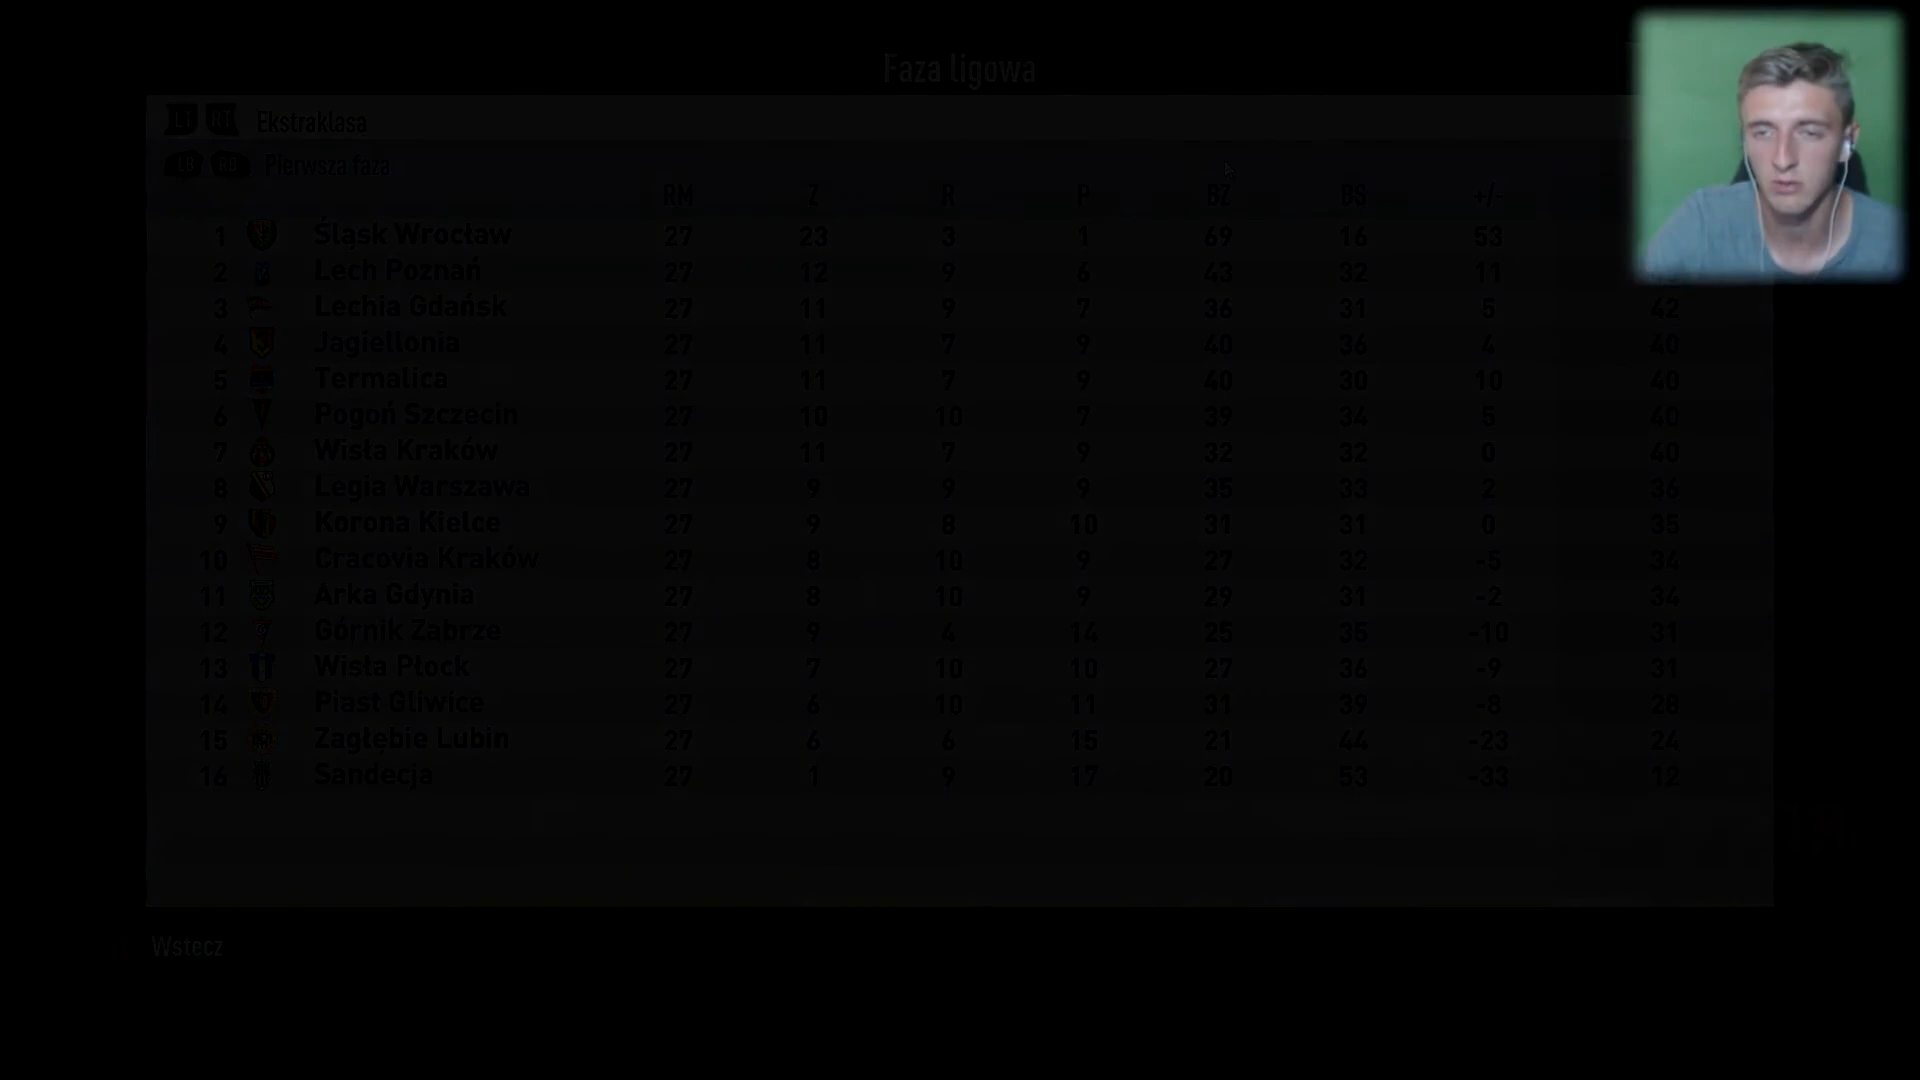 Faza ligowa
LT RT Ekstraklasa
LB RB Pierwsza faza
RM Z R P BZ BS +/-
1 Śląsk Wrocław 27 23 3 1 69 16 53
2 Lech Poznań 27 12 9 6 43 32 11
3 Lechia Gdańsk 27 11 9 7 36 31 5 42
4 Jagiellonia 27 11 7 9 40 36 4 40
5 Termalica 27 11 7 9 40 30 10 40
6 Pogoń Szczecin 27 10 10 7 39 34 5 40
7 Wisła Kraków 27 11 7 9 32 32 0 40
8 Legia Warszawa 27 9 9 9 35 33 2 36
9 Korona Kielce 27 9 8 10 31 31 0 35
10 Cracovia Kraków 27 8 10 9 27 32 -5 34
11 Arka Gdynia 27 8 10 9 29 31 -2 34
12 Górnik Zabrze 27 9 4 14 25 35 -10 31
13 Wisła Płock 27 7 10 10 27 36 -9 31
14 Piast Gliwice 27 6 10 11 31 39 -8 28
15 Zagłębie Lubin 27 6 6 15 21 44 -23 24
16 Sandecja 27 1 9 17 20 53 -33 12
Wstecz